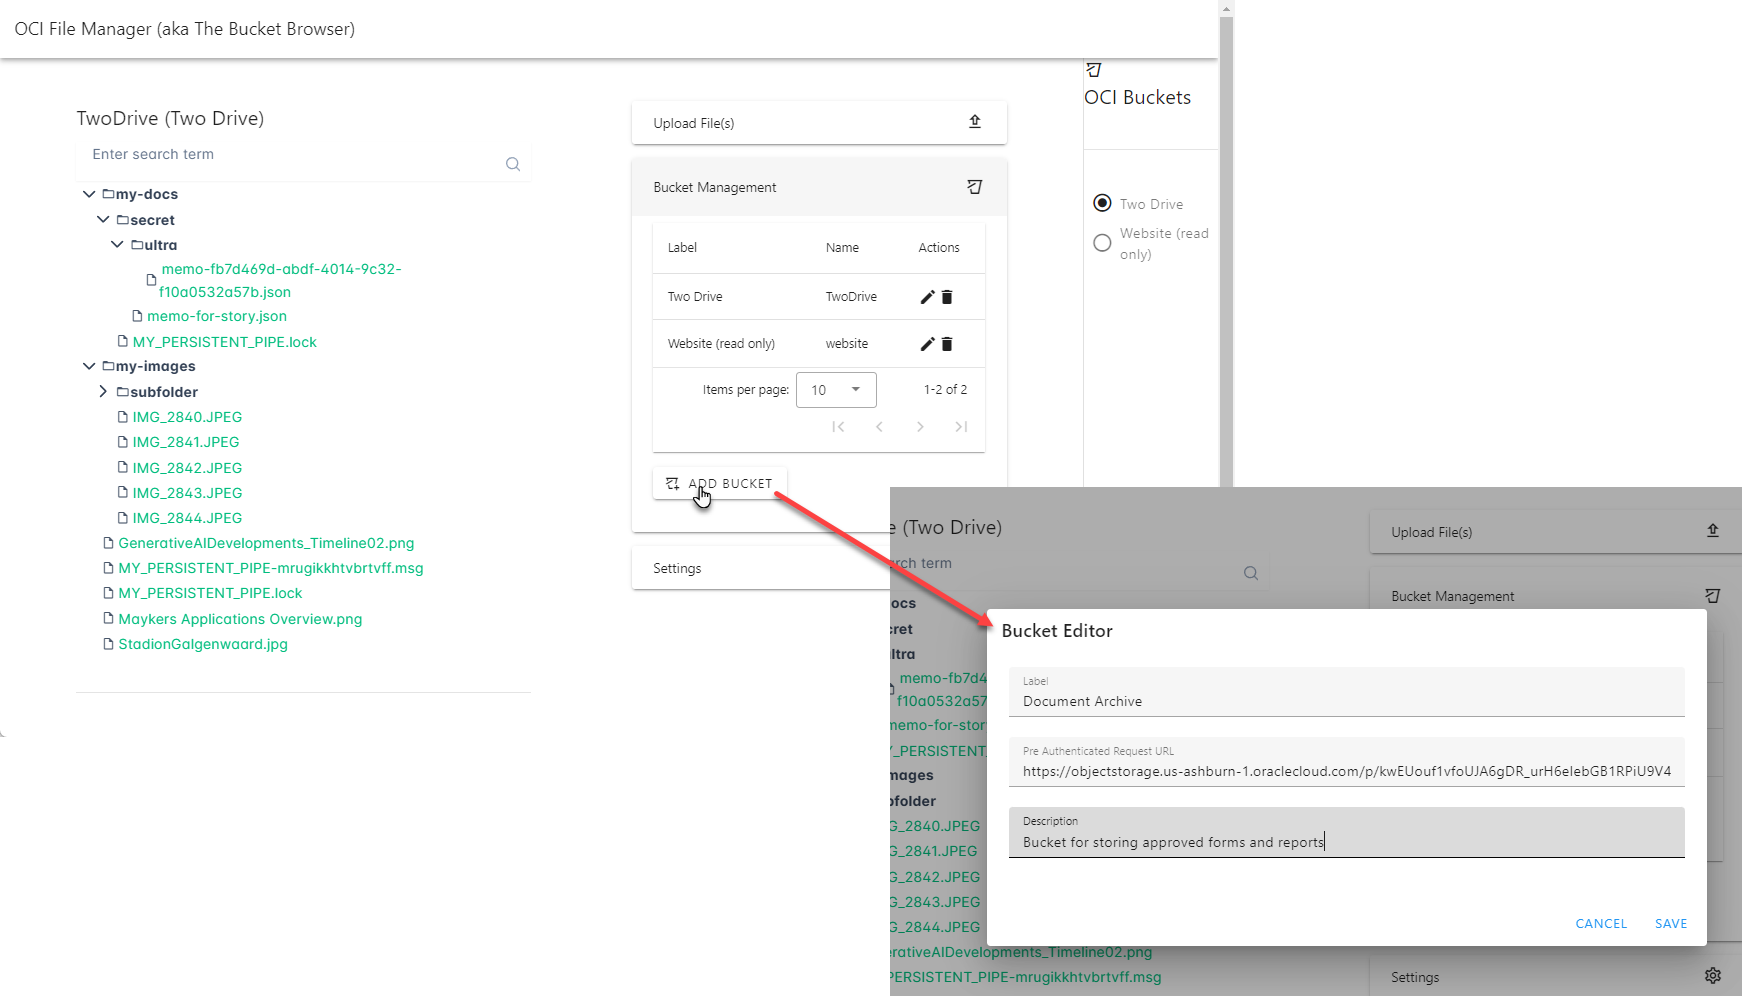 OCI File Manager (aka The Bucket Browser)
TwoDrive (Two Drive)
Enter search term
my-docs
secret
ultra
memo-fb7d469d-abdf-4014-9c32-
f10a0532a57b.json
memo-for-story.json
MY_PERSISTENT_PIPE.lock
my-images
subfolder
IMG_2840.JPEG
IMG_2841.JPEG
IMG_2842.JPEG
IMG_2843.JPEG
IMG_2844.JPEG
GenerativeAIDevelopments_Timeline02.png
MY_PERSISTENT_PIPE-mrugikkhtvbrtvff.msg
MY_PERSISTENT_PIPE.lock
Maykers Applications Overview.png
StadionGalgenwaard.jpg
Upload File(s)
Bucket Management
Label Name Actions
Two Drive TwoDrive
Website (read only) website
Items per page: 10 1-2 of 2
ADD BUCKET
Settings
OCI Buckets
Two Drive
Website (read
only)
e (Two Drive)
rch term
ocs
cret
ltra
memo-fb7d4
f10a0532a57
memo-for-stor
Y_PERSISTENT_
mages
bfolder
G_2840.JPEG
G_2841.JPEG
G_2842.JPEG
G_2843.JPEG
G_2844.JPEG
erativeAIDevelopments_Timeline02.png
PERSISTENT_PIPE-mrugikkhtvbrtvff.msg
Upload File(s)
Bucket Management
Bucket Editor
Label
Document Archive
Pre Authenticated Request URL
https://objectstorage.us-ashburn-1.oraclecloud.com/p/kwEUouf1vfoUJA6gDR_urH6eIebGB1RPiU9V4
Description
Bucket for storing approved forms and reports
CANCEL SAVE
Settings